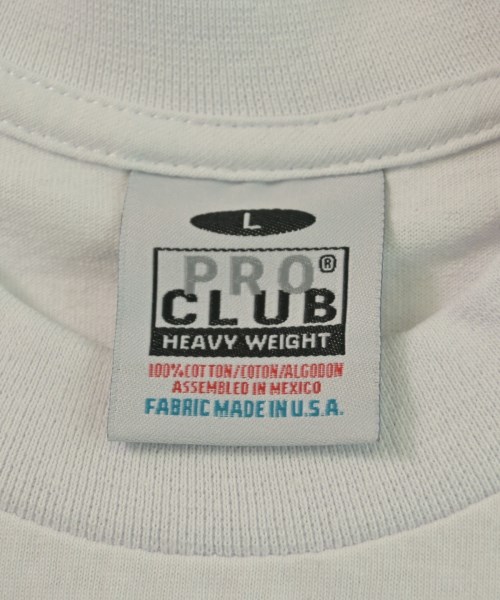 L
PRO®
CLUB
HEAVY WEIGHT
100%COTTON/COTON/ALGODON
ASSEMBLED IN MEXICO
FABRIC MADE IN U.S.A.